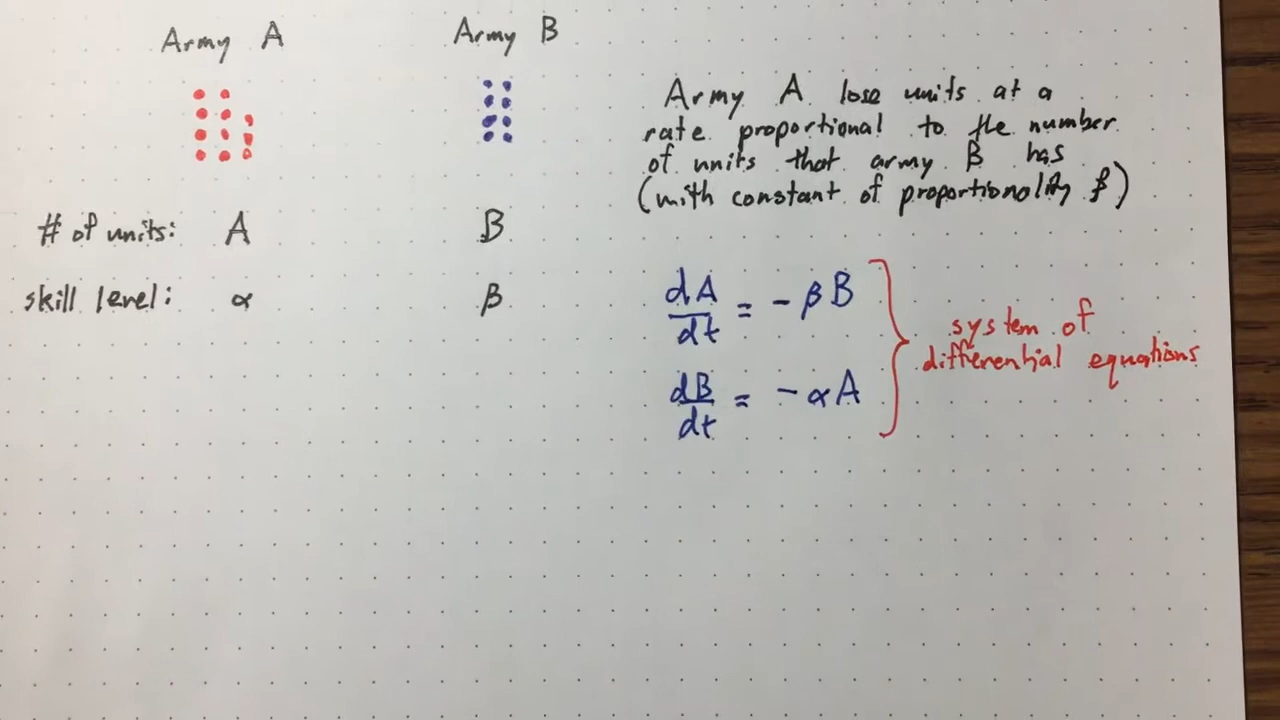 Army A
Army B
Army A lose units at a
rate proportional to the number
of units that army B has
(with constant of proportionality β)
# of units: A B
skill level: α β
dA/dt = -βB
dB/dt = -αA
system of
differential equations